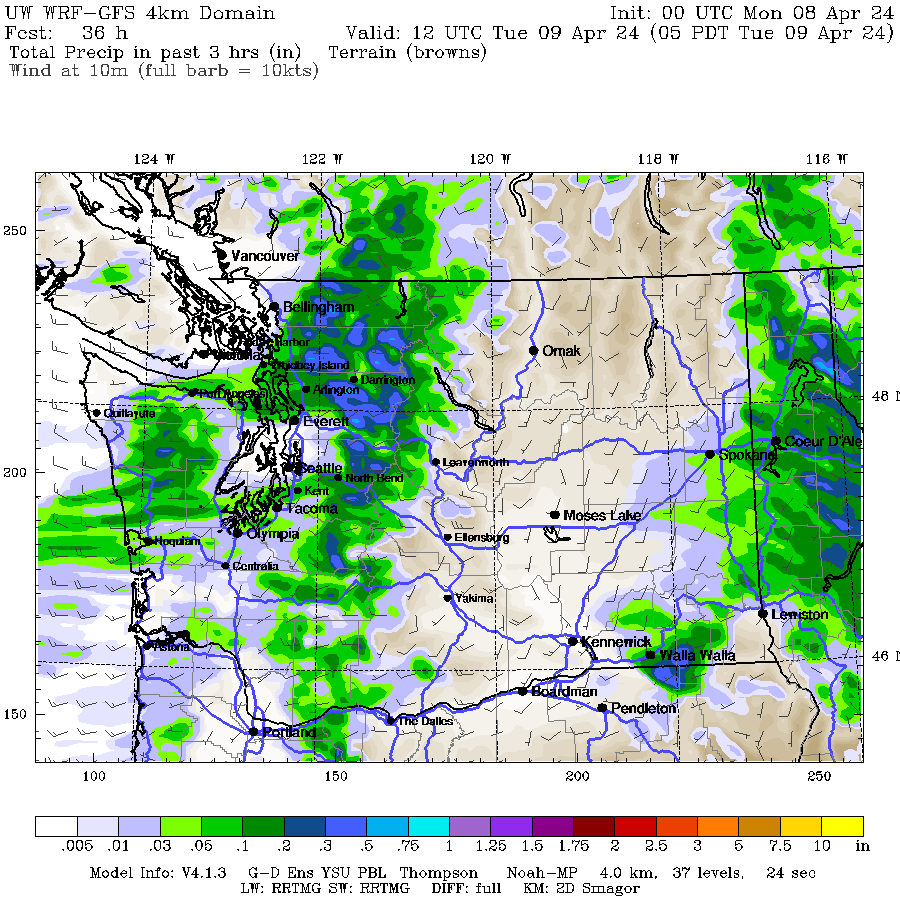 UW WRF-GFS 4km Domain Init: 00 UTC Mon 08 Apr 24
Fcst: 36 h Valid: 12 UTC Tue 09 Apr 24 (05 PDT Tue 09 Apr 24)
Total Precip in past 3 hrs (in) Terrain (browns)
Wind at 10m (full barb = 10kts)
124 W 122 W 120 W 118 W 116 W
250
Vancouver
Bellingham
Harbor
Whidbey Island
Omak
Darrington
Port Angeles Arlington
48 N
Quillayute
Everett
Coeur D'Ale
Spokane
Leavenworth
Seattle
200
North Bend
Kent
Tacoma
Moses Lake
Olympia
Hoquiam
Ellensburg
Centralia
Yakima
Lewiston
Kennewick
Astoria
Walla Walla
46 N
Boardman
Pendleton
150
The Dalles
Portland
100 150 200 250
.005 .01 .03 .05 .1 .2 .3 .5 .75 1 1.25 1.5 1.75 2 2.5 3 5 7.5 10 in
Model Info: V4.1.3 G-D Ens YSU PBL Thompson Noah-MP 4.0 km, 37 levels, 24 sec
LW: RRTMG SW: RRTMG DIFF: full KM: 2D Smagor